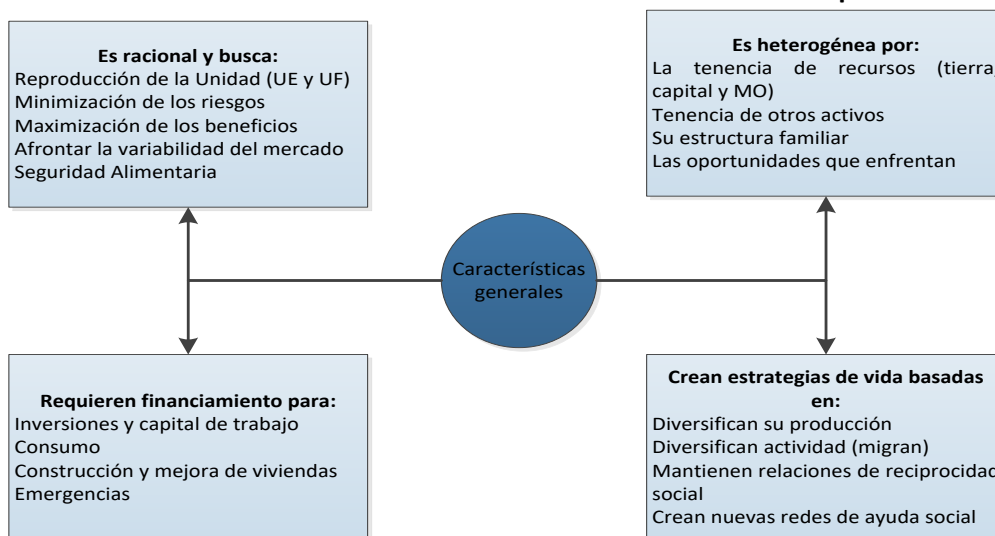 Es racional y busca:
Reproducción de la Unidad (UE y UF)
Minimización de los riesgos
Maximización de los beneficios
Afrontar la variabilidad del mercado
Seguridad Alimentaria
Es heterogénea por:
La tenencia de recursos (tierra,
capital y MO)
Tenencia de otros activos
Su estructura familiar
Las oportunidades que enfrentan
Características
generales
Requieren financiamiento para:
Inversiones y capital de trabajo
Consumo
Construcción y mejora de viviendas
Emergencias
Crean estrategias de vida basadas
en:
Diversifican su producción
Diversifican actividad (migran)
Mantienen relaciones de reciprocidad
social
Crean nuevas redes de ayuda social